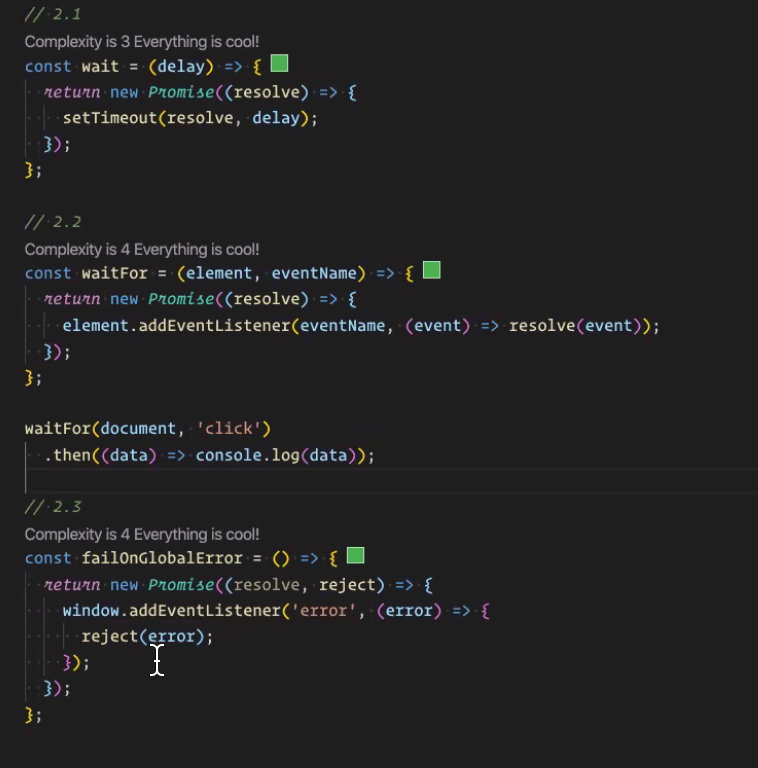 // 2.1
Complexity is 3 Everything is cool!
const wait = (delay) => {
return new Promise((resolve) => {
setTimeout(resolve, delay);
});
};
// 2.2
Complexity is 4 Everything is cool!
const waitFor = (element, eventName) => {
return new Promise((resolve) => {
element.addEventListener(eventName, (event) => resolve(event));
});
};
waitFor(document, 'click')
.then((data) => console.log(data));
// 2.3
Complexity is 4 Everything is cool!
const failOnGlobalError = () => {
return new Promise((resolve, reject) => {
window.addEventListener('error', (error) => {
reject(error);
});
});
};